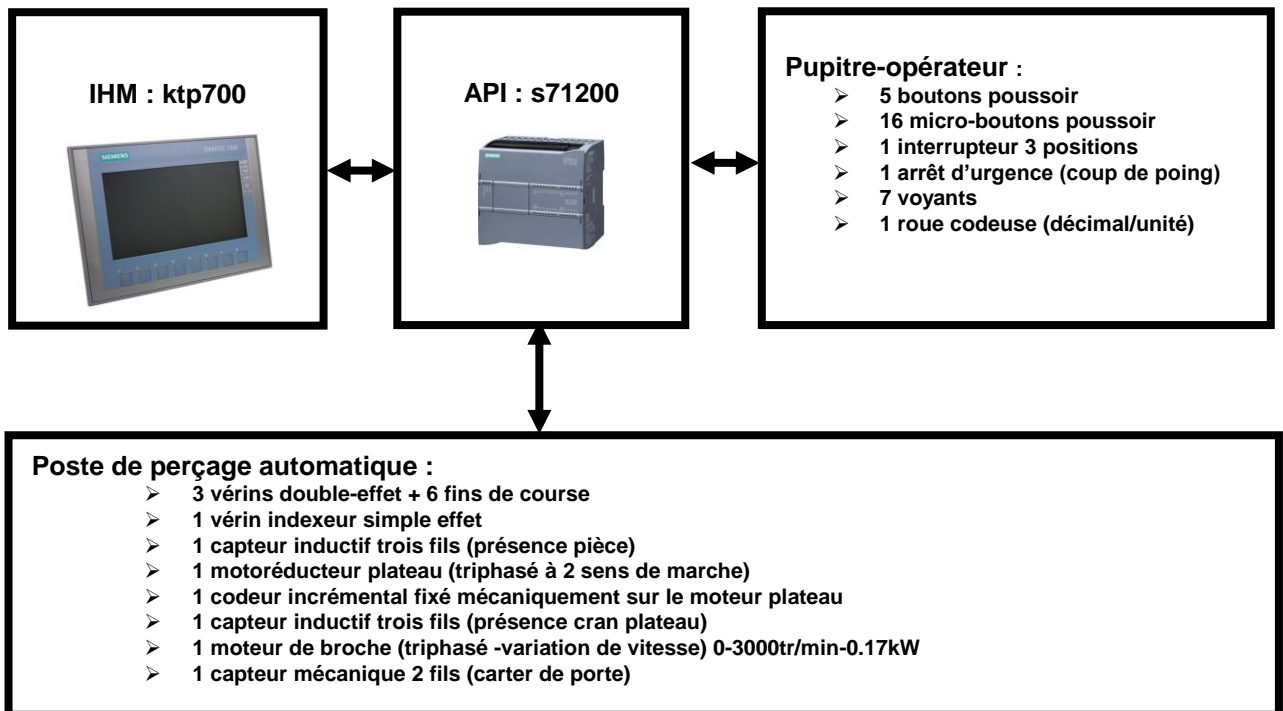 IHM : ktp700
SIEMENS
SIMATIC HMI
API : s71200
SIEMENS
Pupitre-opérateur :
➢ 5 boutons poussoir
➢ 16 micro-boutons poussoir
➢ 1 interrupteur 3 positions
➢ 1 arrêt d’urgence (coup de poing)
➢ 7 voyants
➢ 1 roue codeuse (décimal/unité)
Poste de perçage automatique :
➢ 3 vérins double-effet + 6 fins de course
➢ 1 vérin indexeur simple effet
➢ 1 capteur inductif trois fils (présence pièce)
➢ 1 motoréducteur plateau (triphasé à 2 sens de marche)
➢ 1 codeur incrémental fixé mécaniquement sur le moteur plateau
➢ 1 capteur inductif trois fils (présence cran plateau)
➢ 1 moteur de broche (triphasé -variation de vitesse) 0-3000tr/min-0.17kW
➢ 1 capteur mécanique 2 fils (carter de porte)